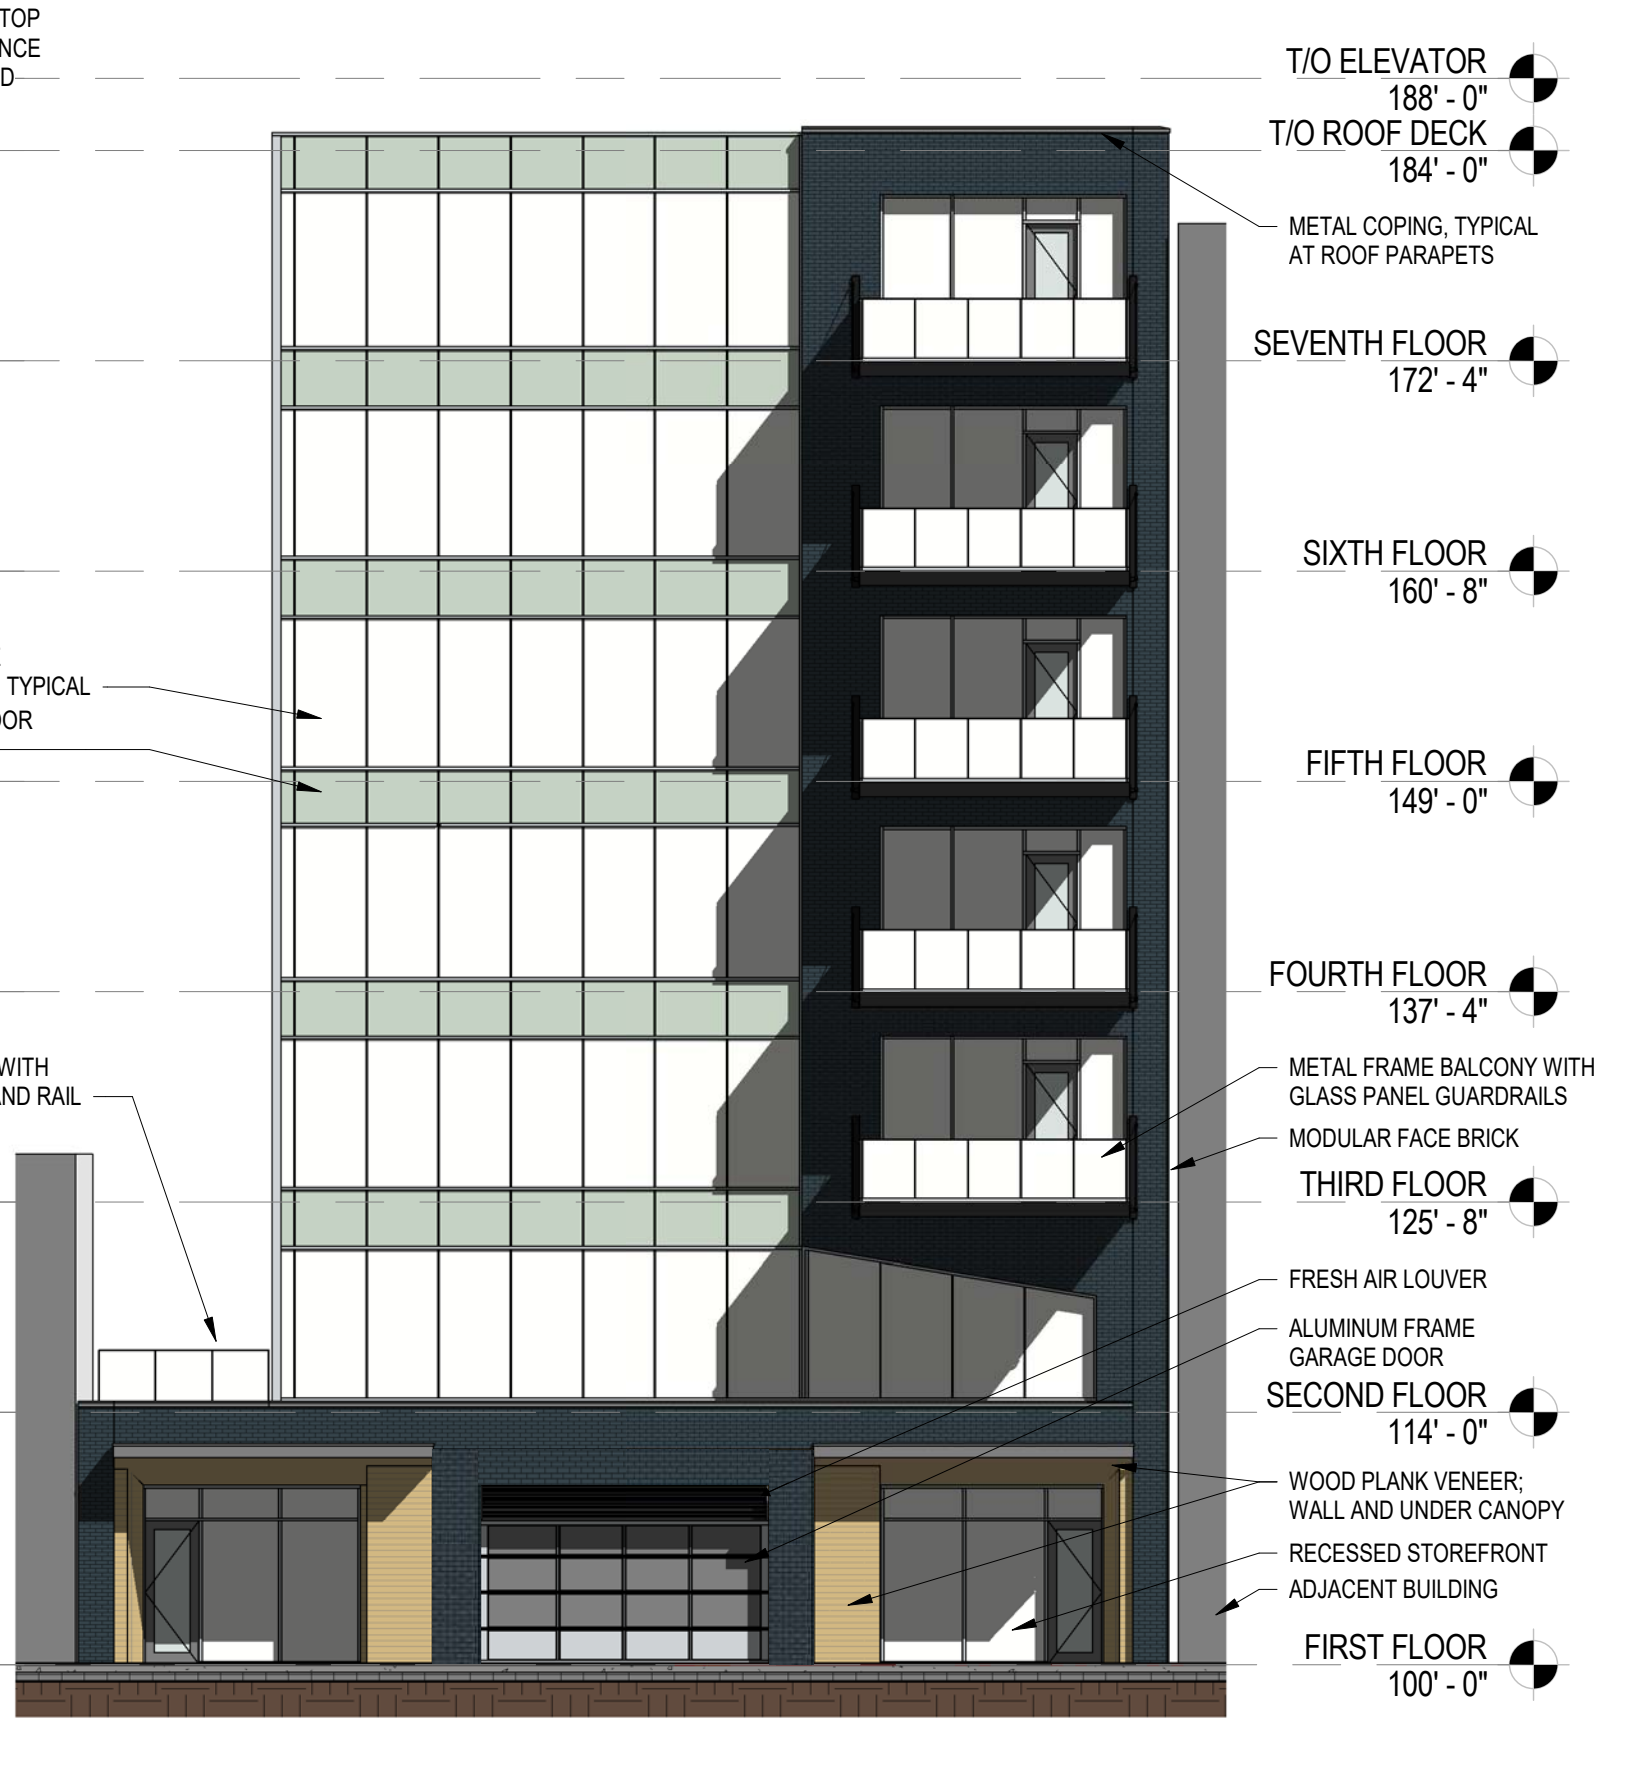 TOP
T/O ELEVATOR
188' - 0"
T/O ROOF DECK
184' - 0"
METAL COPING, TYPICAL
AT ROOF PARAPETS
SEVENTH FLOOR
172' - 4"
SIXTH FLOOR
160' - 8"
TYPICAL
FIFTH FLOOR
149' - 0"
FOURTH FLOOR
137' - 4"
WITH
RAIL
METAL FRAME BALCONY WITH
GLASS PANEL GUARDRAILS
MODULAR FACE BRICK
THIRD FLOOR
125' - 8"
FRESH AIR LOUVER
ALUMINUM FRAME
GARAGE DOOR
SECOND FLOOR
114' - 0"
WOOD PLANK VENEER;
WALL AND UNDER CANOPY
RECESSED STOREFRONT
ADJACENT BUILDING
FIRST FLOOR
100' - 0"